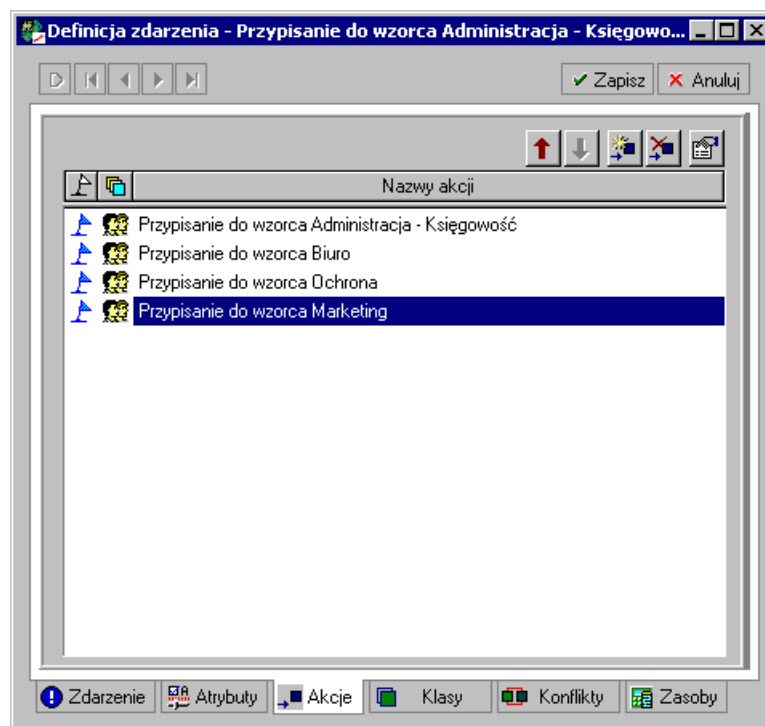 Definicja zdarzenia - Przypisanie do wzorca Administracja - Księgowo...
Zapisz Anuluj
Nazwy akcji
Przypisanie do wzorca Administracja - Księgowość
Przypisanie do wzorca Biuro
Przypisanie do wzorca Ochrona
Przypisanie do wzorca Marketing
Zdarzenie Atrybuty Akcje Klasy Konflikty Zasoby